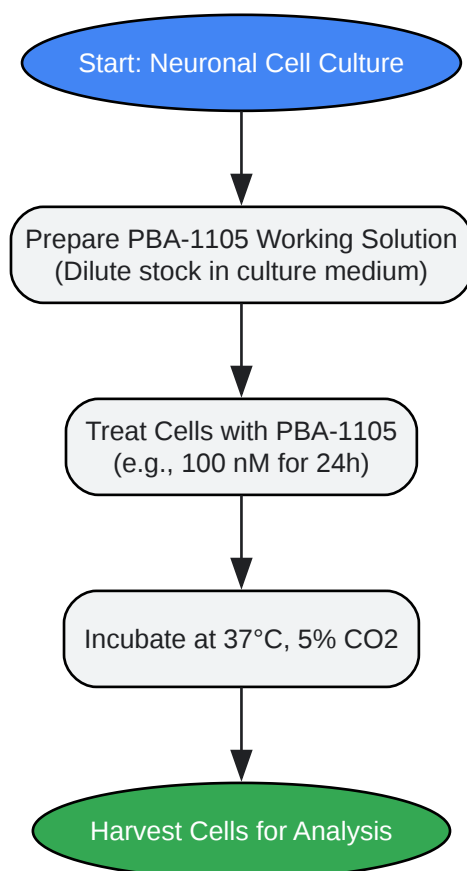 Start: Neuronal Cell Culture
Prepare PBA-1105 Working Solution
(Dilute stock in culture medium)
Treat Cells with PBA-1105
(e.g., 100 nM for 24h)
Incubate at 37°C, 5% CO2
Harvest Cells for Analysis